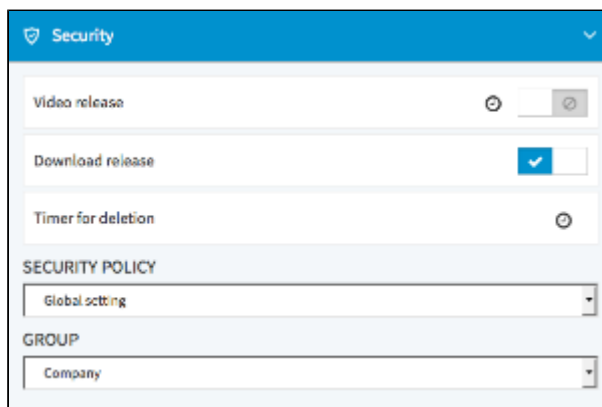 Security
Video release
Download release
Timer for deletion
SECURITY POLICY
Global setting
GROUP
Company